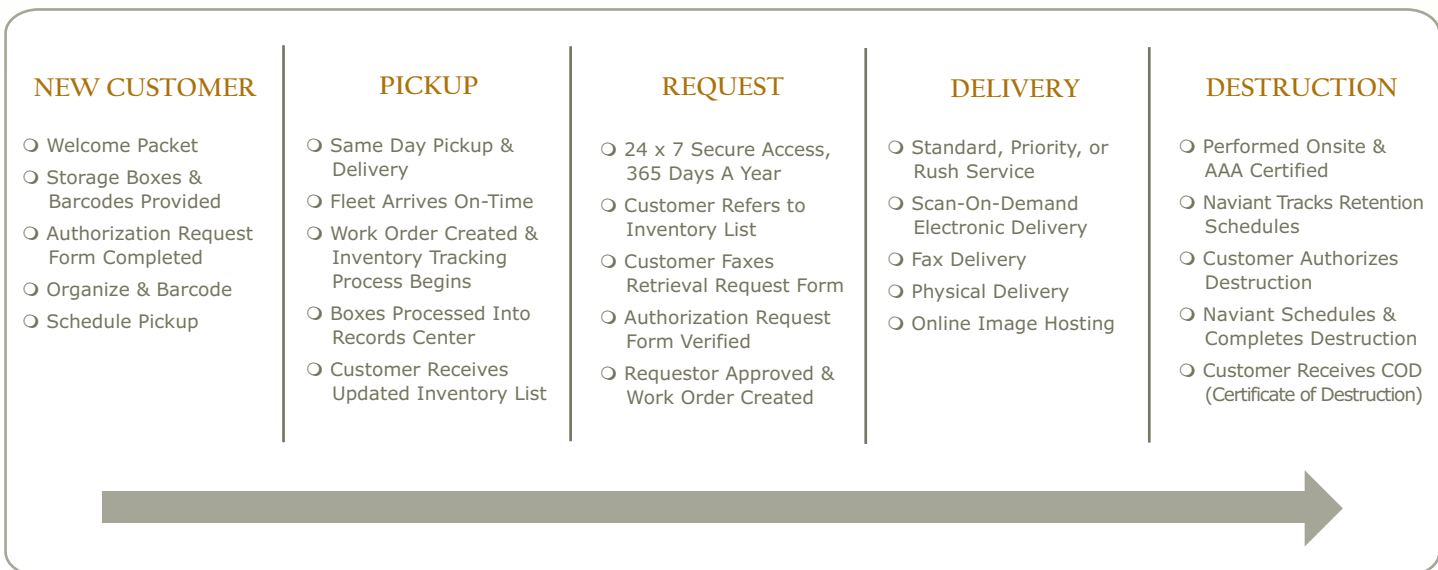 NEW CUSTOMER
❍ Welcome Packet
❍ Storage Boxes &
Barcodes Provided
❍ Authorization Request
Form Completed
❍ Organize & Barcode
❍ Schedule Pickup
PICKUP
❍ Same Day Pickup &
Delivery
❍ Fleet Arrives On-Time
❍ Work Order Created &
Inventory Tracking
Process Begins
❍ Boxes Processed Into
Records Center
❍ Customer Receives
Updated Inventory List
REQUEST
❍ 24 x 7 Secure Access,
365 Days A Year
❍ Customer Refers to
Inventory List
❍ Customer Faxes
Retrieval Request Form
❍ Authorization Request
Form Verified
❍ Requestor Approved &
Work Order Created
DELIVERY
❍ Standard, Priority, or
Rush Service
❍ Scan-On-Demand
Electronic Delivery
❍ Fax Delivery
❍ Physical Delivery
❍ Online Image Hosting
DESTRUCTION
❍ Performed Onsite &
AAA Certified
❍ Naviant Tracks Retention
Schedules
❍ Customer Authorizes
Destruction
❍ Naviant Schedules &
Completes Destruction
❍ Customer Receives COD
(Certificate of Destruction)